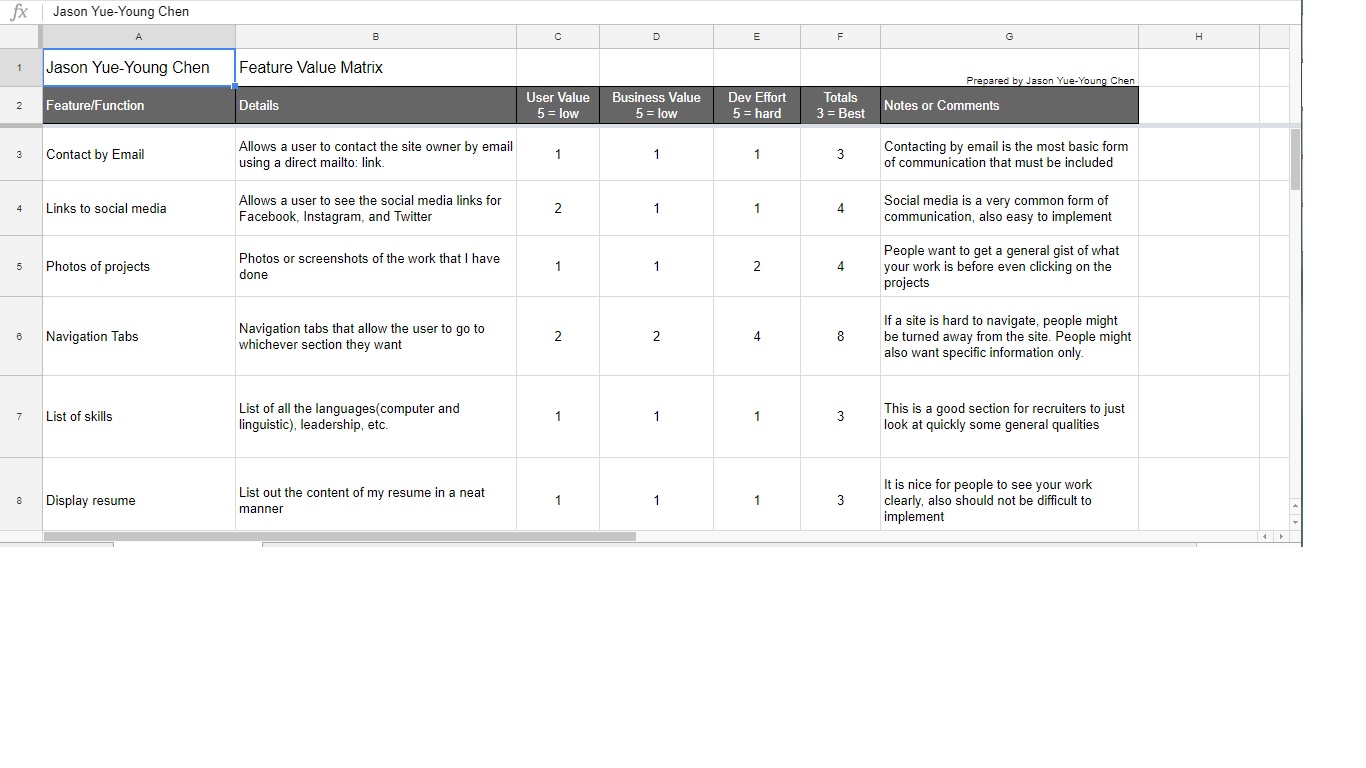 fx Jason Yue-Young Chen
A B C D E F G H
1 Jason Yue-Young Chen Feature Value Matrix
Prepared by Jason Yue-Young Chen
2 Feature/Function Details User Value Business Value Dev Effort Totals Notes or Comments
5 = low 5 = low 5 = hard 3 = Best
3 Contact by Email
Allows a user to contact the site owner by email
using a direct mailto: link.
1 1 1 3
Contacting by email is the most basic form
of communication that must be included
4 Links to social media
Allows a user to see the social media links for
Facebook, Instagram, and Twitter
2 1 1 4
Social media is a very common form of
communication, also easy to implement
5 Photos of projects
Photos or screenshots of the work that I have
done
1 1 2 4
People want to get a general gist of what
your work is before even clicking on the
projects
6 Navigation Tabs
Navigation tabs that allow the user to go to
whichever section they want
2 2 4 8
If a site is hard to navigate, people might
be turned away from the site. People might
also want specific information only.
7 List of skills
List of all the languages(computer and
linguistic), leadership, etc.
1 1 1 3
This is a good section for recruiters to just
look at quickly some general qualities
8 Display resume
List out the content of my resume in a neat
manner
1 1 1 3
It is nice for people to see your work
clearly, also should not be difficult to
implement